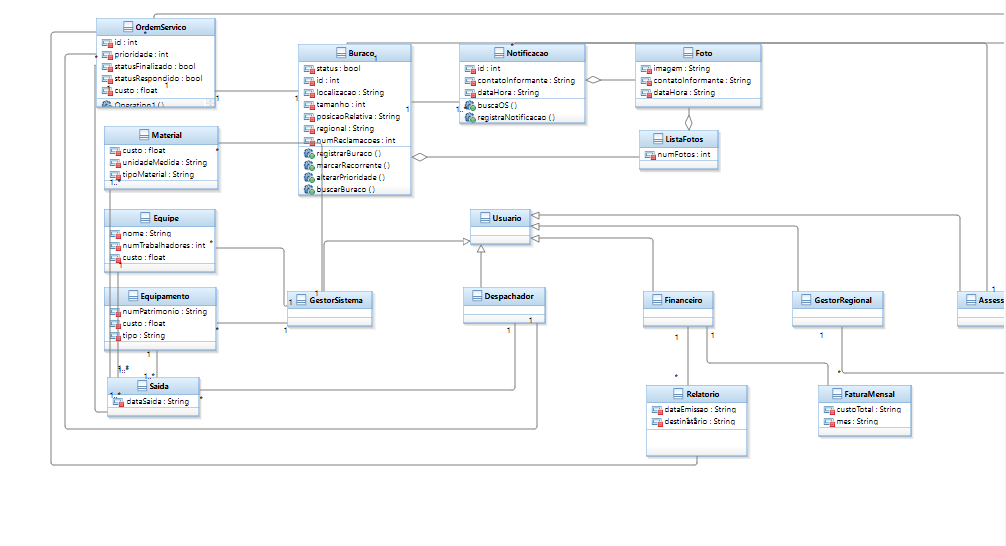 OrdemServico
id : int
prioridade : int
statusFinalizado : bool
statusRespondido : bool
custo : float
Operation1 ()
1
1
1
Buraco
1
status : bool
id : int
localizacao : String
tamanho : int
posicaoRelativa : String
regional : String
numReclamacoes : int
registrarBuraco ()
marcarRecorrente ()
alterarPrioridade ()
buscarBuraco ()
1
1..
Notificacao
id : int
contatoInformante : String
dataHora : String
buscaOS ()
registraNotificacao ()
Foto
imagem : String
contatoInformante : String
dataHora : String
ListaFotos
numFotos : int
Material
custo : float
unidadeMedida : String
tipoMaterial : String
*
1..*
Equipe
nome : String
numTrabalhadores : int
custo : float
*
1
Equipamento
numPatrimonio : String
custo : float
tipo : String
*
1
1..*
1..*
Saida
dataSaida : String
1..*
*
Usuario
GestorSistema
1
1
1
Despachador
1
1
Financeiro
1
1
GestorRegional
1
*
Assess
1
Relatorio
dataEmissao : String
destinatário : String
*
FaturaMensal
custoTotal : String
mes : String